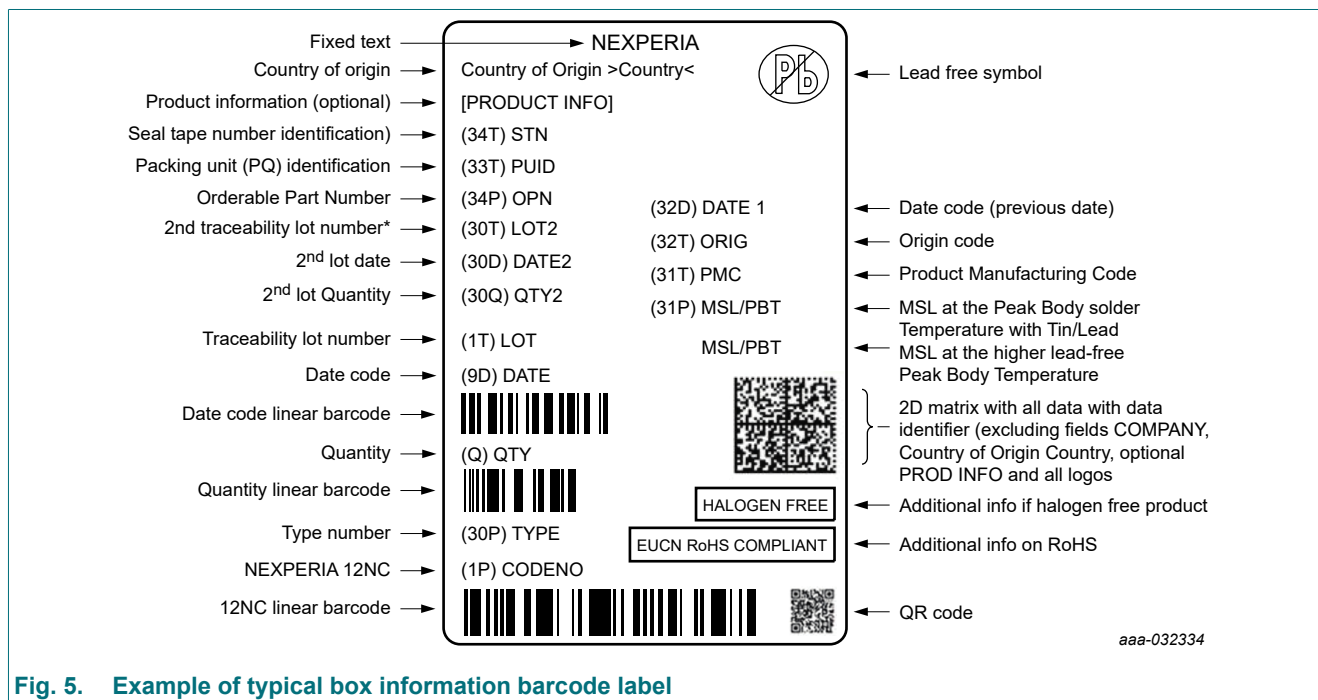 Fixed text
Country of origin
Product information (optional)
Seal tape number identification)
Packing unit (PQ) identification
Orderable Part Number
2nd traceability lot number*
2nd lot date
2nd lot Quantity
Traceability lot number
Date code
Date code linear barcode
Quantity
Quantity linear barcode
Type number
NEXPERIA 12NC
12NC linear barcode
NEXPERIA
Country of Origin >Country<
[PRODUCT INFO]
(34T) STN
(33T) PUID
(34P) OPN
(30T) LOT2
(30D) DATE2
(30Q) QTY2
(1T) LOT
(9D) DATE
(Q) QTY
(30P) TYPE
(1P) CODENO
Pb
(32D) DATE 1
(32T) ORIG
(31T) PMC
(31P) MSL/PBT
MSL/PBT
HALOGEN FREE
EUCN RoHS COMPLIANT
Lead free symbol
Date code (previous date)
Origin code
Product Manufacturing Code
MSL at the Peak Body solder
Temperature with Tin/Lead
MSL at the higher lead-free
Peak Body Temperature
2D matrix with all data with data
identifier (excluding fields COMPANY,
Country of Origin Country, optional
PROD INFO and all logos
Additional info if halogen free product
Additional info on RoHS
QR code
aaa-032334
Fig. 5. Example of typical box information barcode label